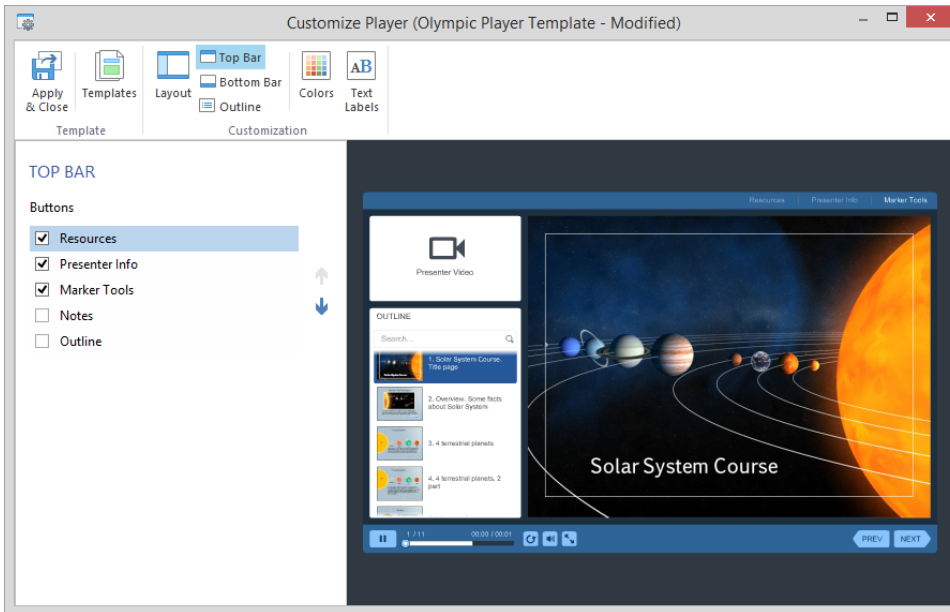 Customize Player (Olympic Player Template - Modified)
Apply
& Close
Templates
Layout
Top Bar
Bottom Bar
Outline
Colors
AB
Text
Labels
Template
Customization
TOP BAR
Buttons
Resources
Presenter Info
Marker Tools
Notes
Outline
Resources
Presenter Info
Marker Tools
Presenter Video
OUTLINE
Search...
1. Solar System Course.
Title page
2. Overview. Some facts
about Solar System
3. 4 terrestrial planets
4. 4 terrestrial planets. 2
part
Solar System Course
1 / 11
00:00 / 00:01
PREV
NEXT